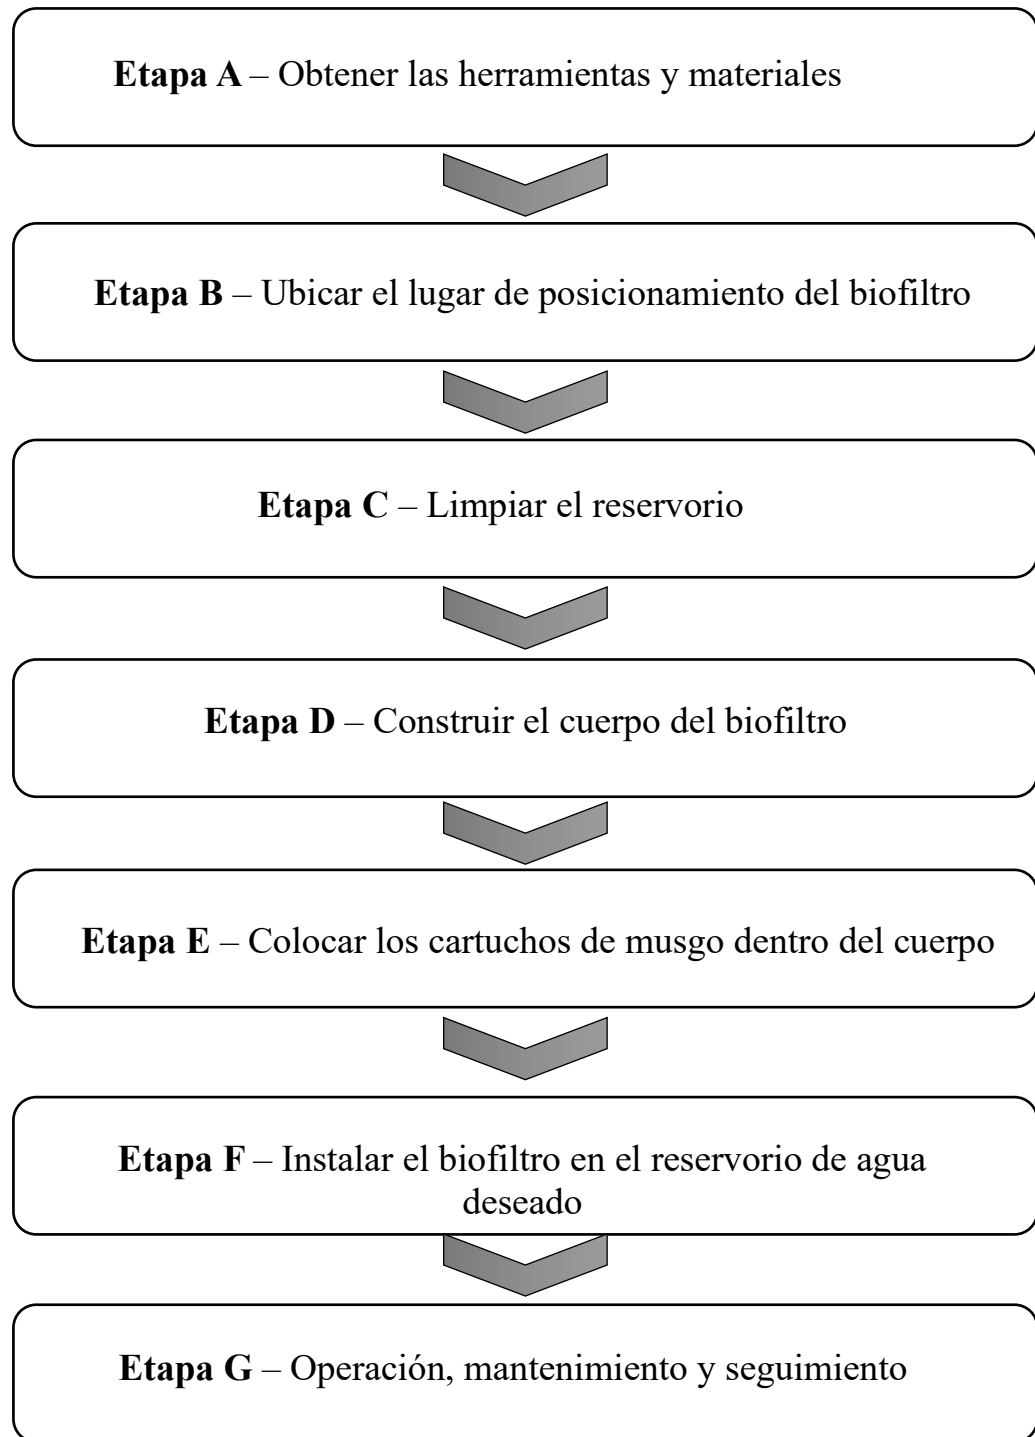 Etapa A – Obtener las herramientas y materiales
Etapa B – Ubicar el lugar de posicionamiento del biofiltro
Etapa C – Limpiar el reservorio
Etapa D – Construir el cuerpo del biofiltro
Etapa E – Colocar los cartuchos de musgo dentro del cuerpo
Etapa F – Instalar el biofiltro en el reservorio de agua
deseado
Etapa G – Operación, mantenimiento y seguimiento